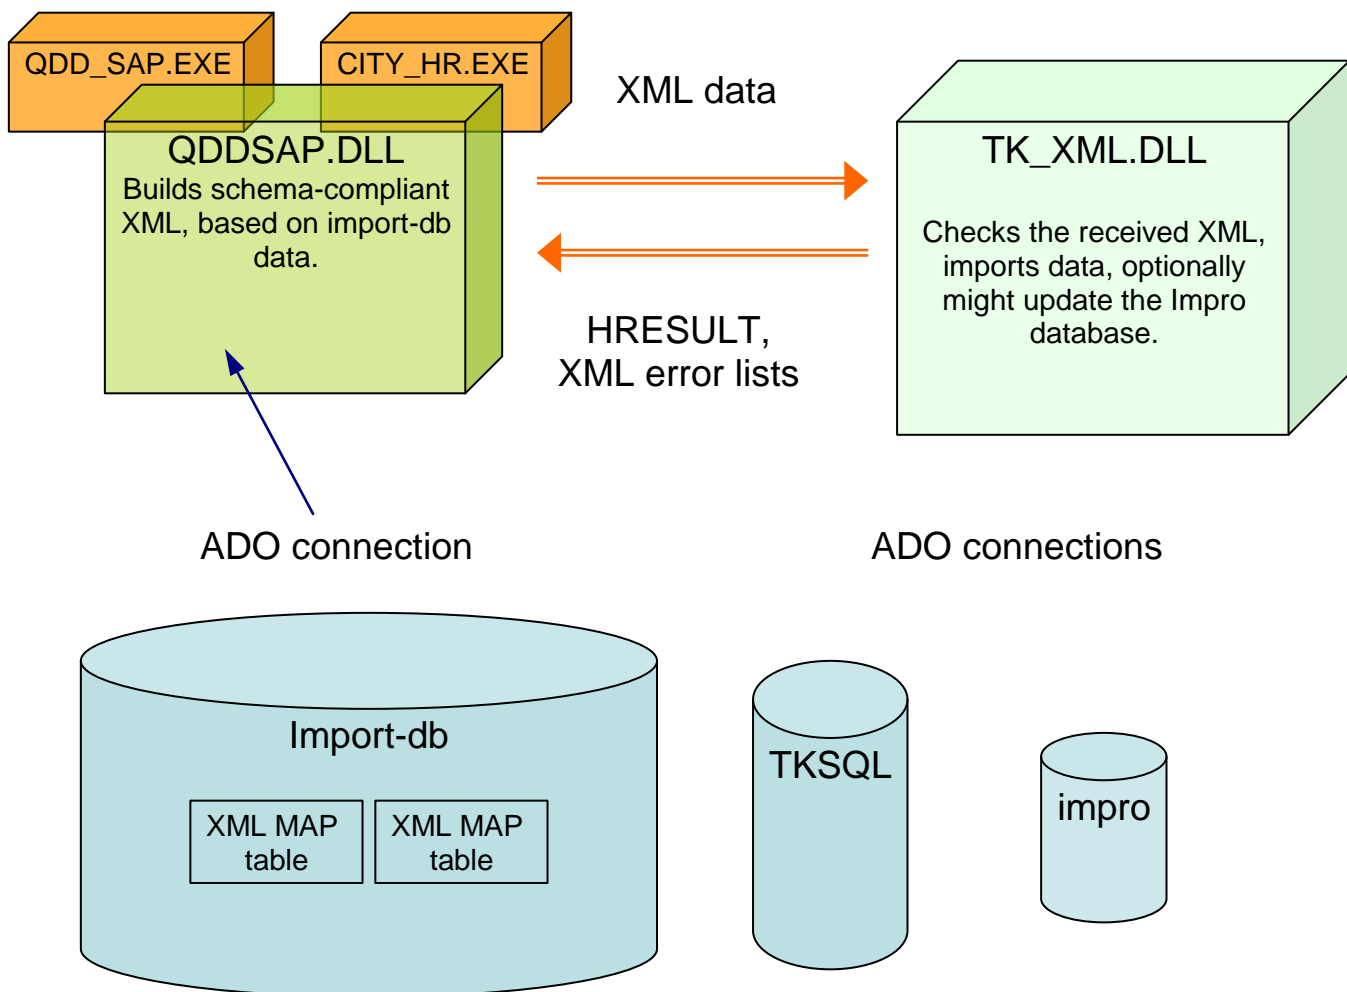 QDD_SAP.EXE
CITY_HR.EXE
XML data
QDDSAP.DLL
Builds schema-compliant
XML, based on import-db
data.
TK_XML.DLL
Checks the received XML,
imports data, optionally
might update the Impro
database.
HRESULT,
XML error lists
ADO connection
ADO connections
Import-db
XML MAP
table
XML MAP
table
TKSQL
impro